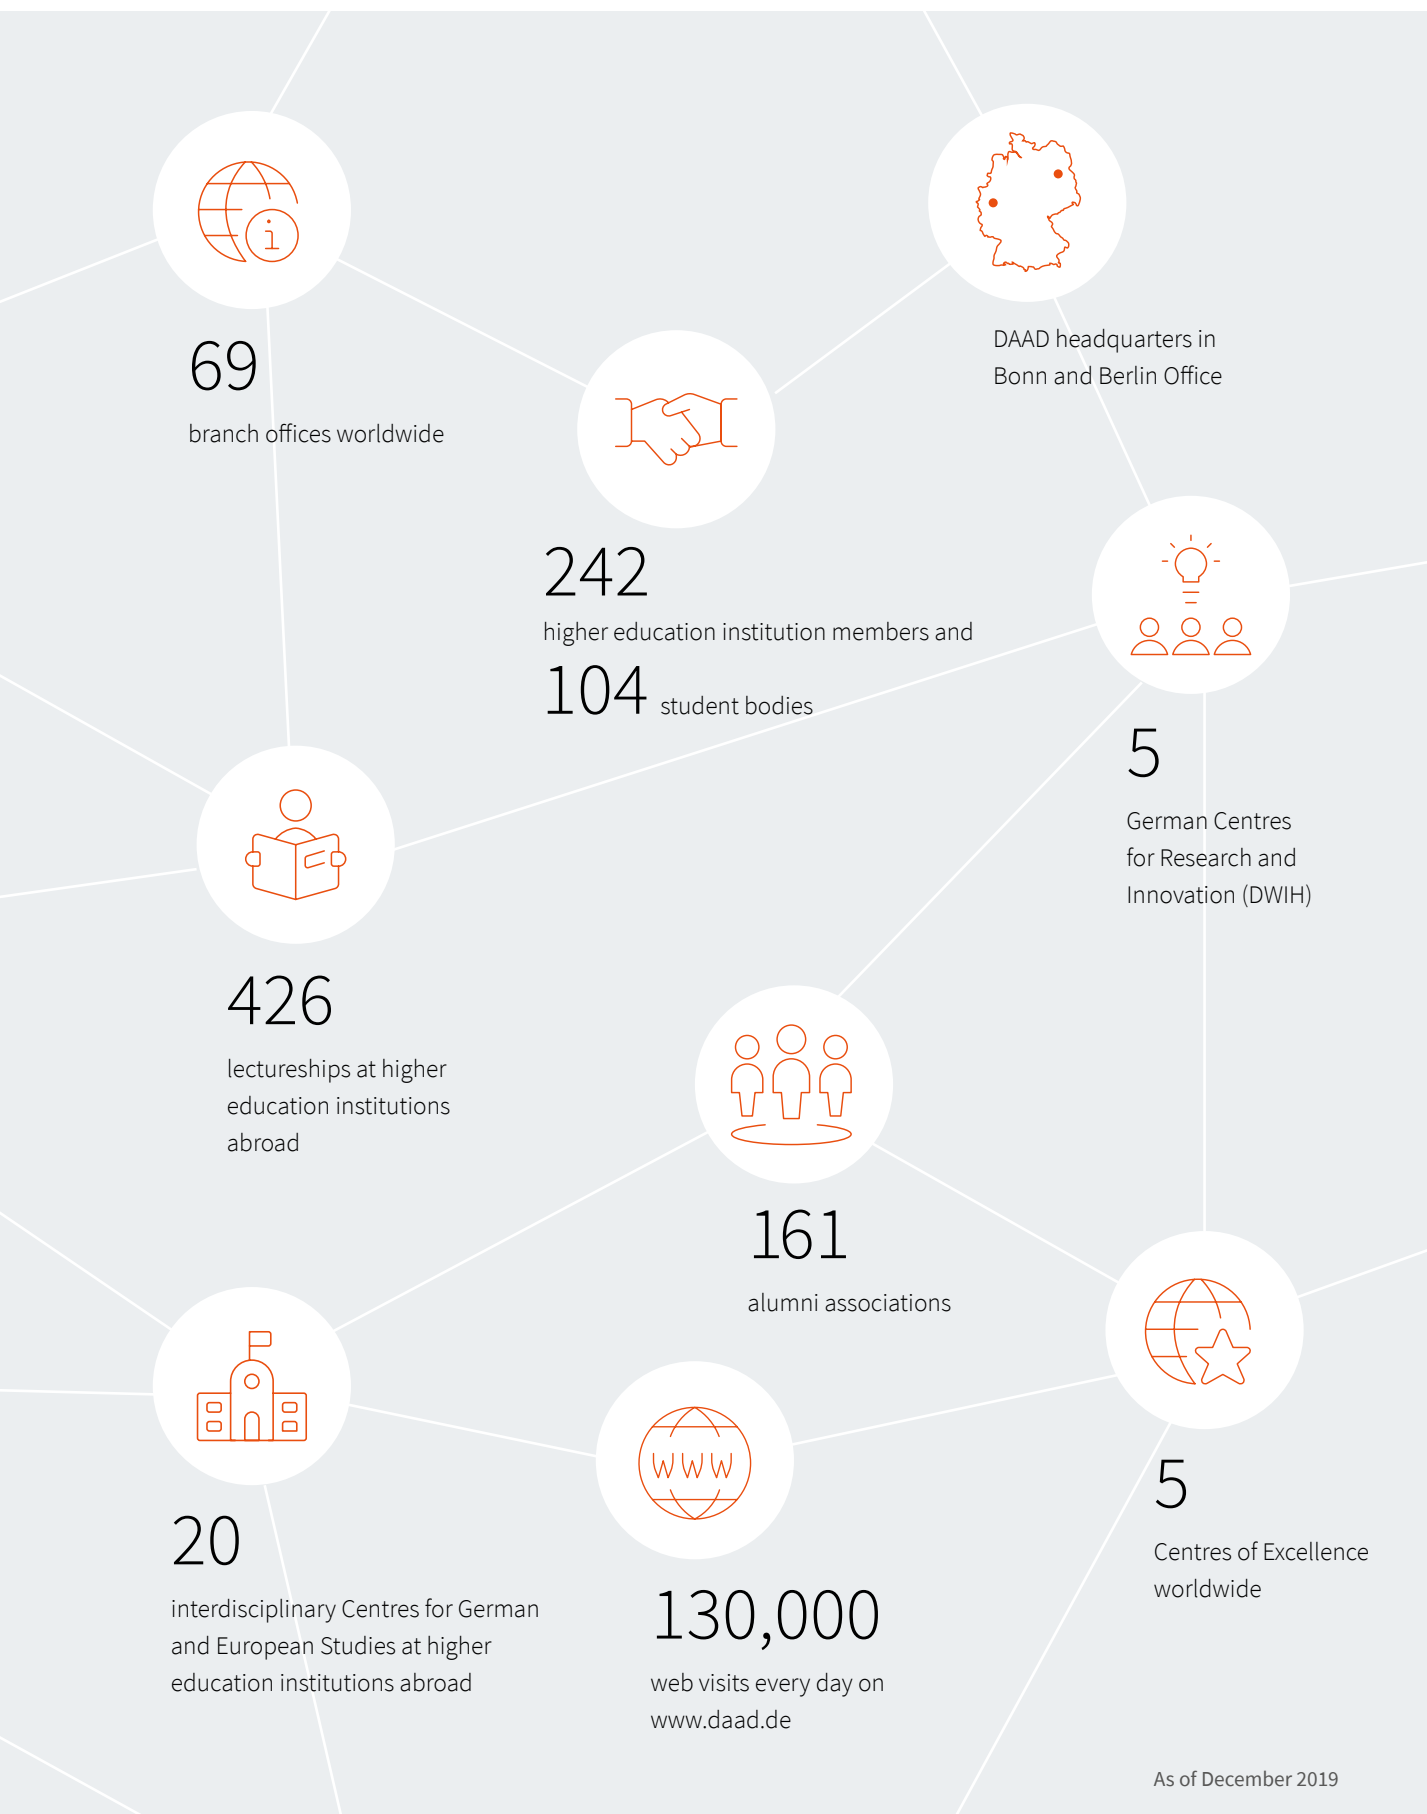 i
69
branch offices worldwide
DAAD headquarters in
Bonn and Berlin Office
242
higher education institution members and
104 student bodies
5
German Centres
for Research and
Innovation (DWIH)
426
lectureships at higher
education institutions
abroad
161
alumni associations
20
interdisciplinary Centres for German
and European Studies at higher
education institutions abroad
WWW
130,000
web visits every day on
www.daad.de
5
Centres of Excellence
worldwide
As of December 2019